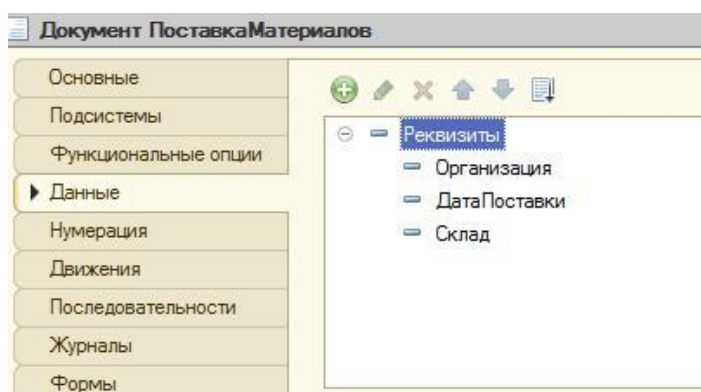 Документ ПоставкаМатериалов
Основные
Подсистемы
Функциональные опции
Данные
Нумерация
Движения
Последовательности
Журналы
Формы
Реквизиты
Организация
ДатаПоставки
Склад